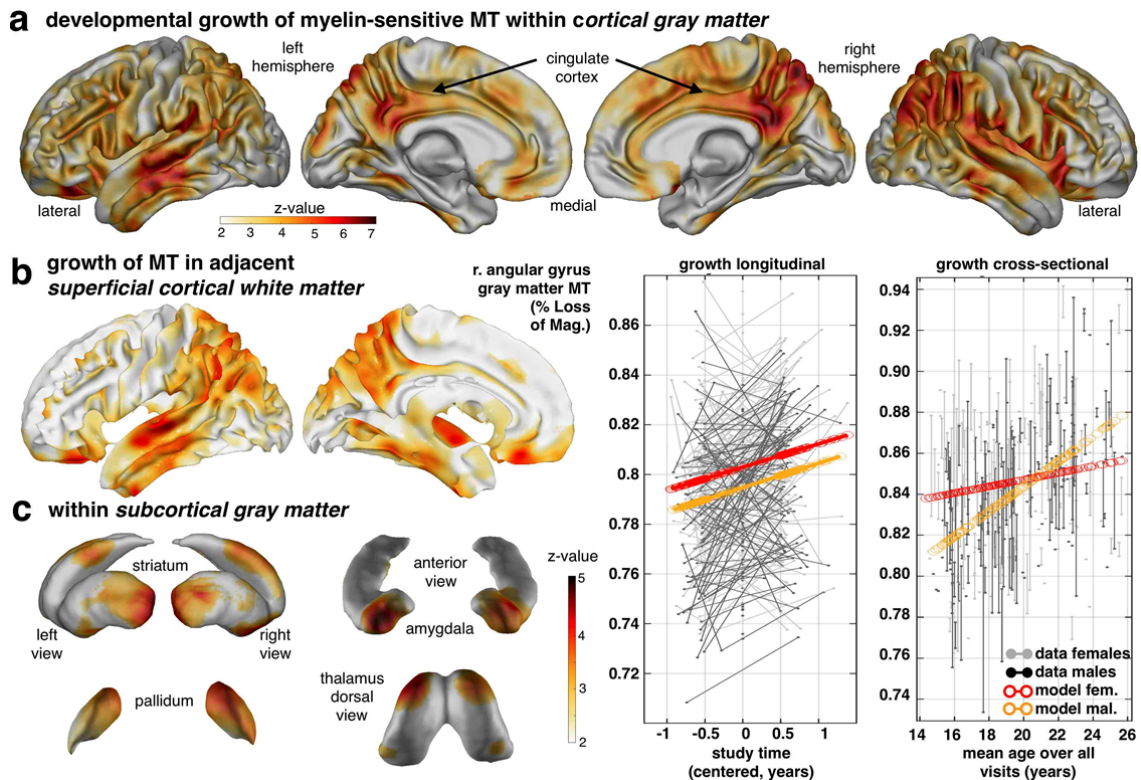 a developmental growth of myelin-sensitive MT within cortical gray matter
left
hemisphere
cingulate
cortex
right
hemisphere
lateral
medial
lateral
z-value
2 3 4 5 6 7
b growth of MT in adjacent
superficial cortical white matter
r. angular gyrus
gray matter MT
(% Loss
of Mag.)
growth longitudinal
0.86
0.84
0.82
0.8
0.78
0.76
0.74
0.72
-1 -0.5 0 0.5 1
study time
(centered, years)
growth cross-sectional
0.94
0.92
0.90
0.88
0.86
0.84
0.82
0.80
0.78
0.76
0.74
data females
data males
model fem.
model mal.
14 16 18 20 22 24 26
mean age over all
visits (years)
c within subcortical gray matter
striatum
left
view
right
view
pallidum
anterior
view
amygdala
thalamus
dorsal
view
z-value
5
4
3
2